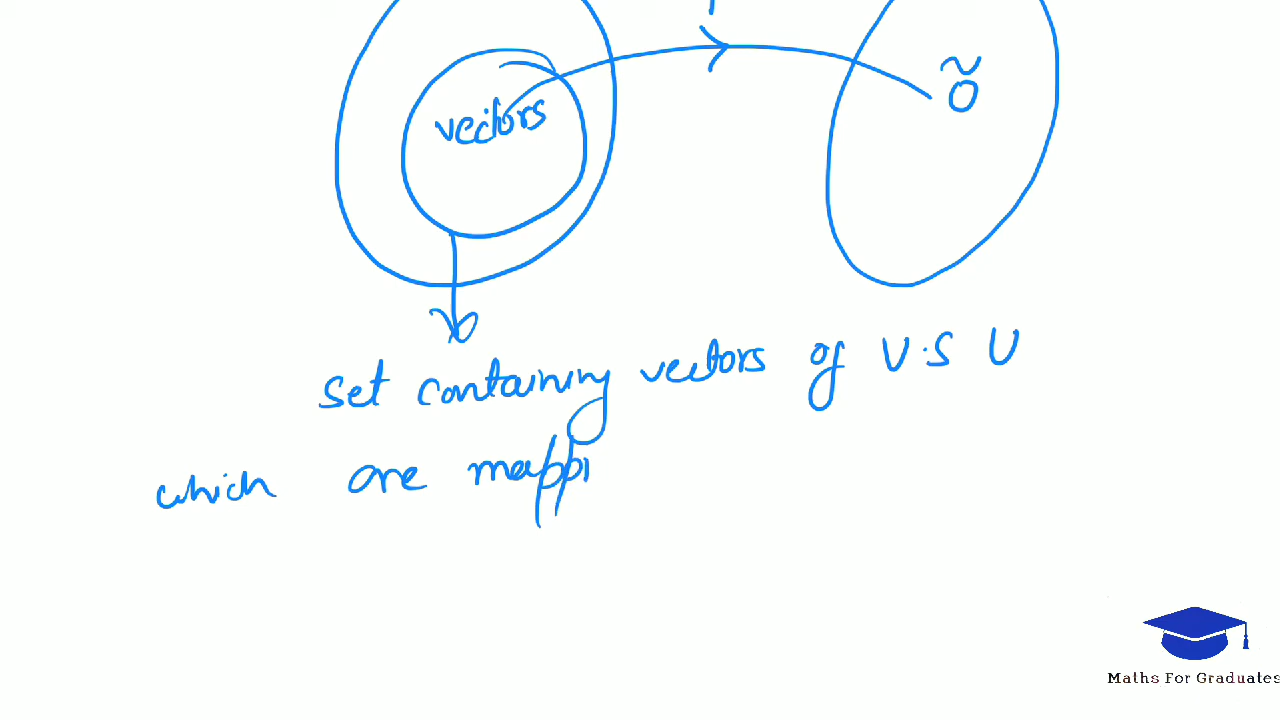 vectors
õ
set containing vectors of V.S U
which are mappi
Maths For Graduates